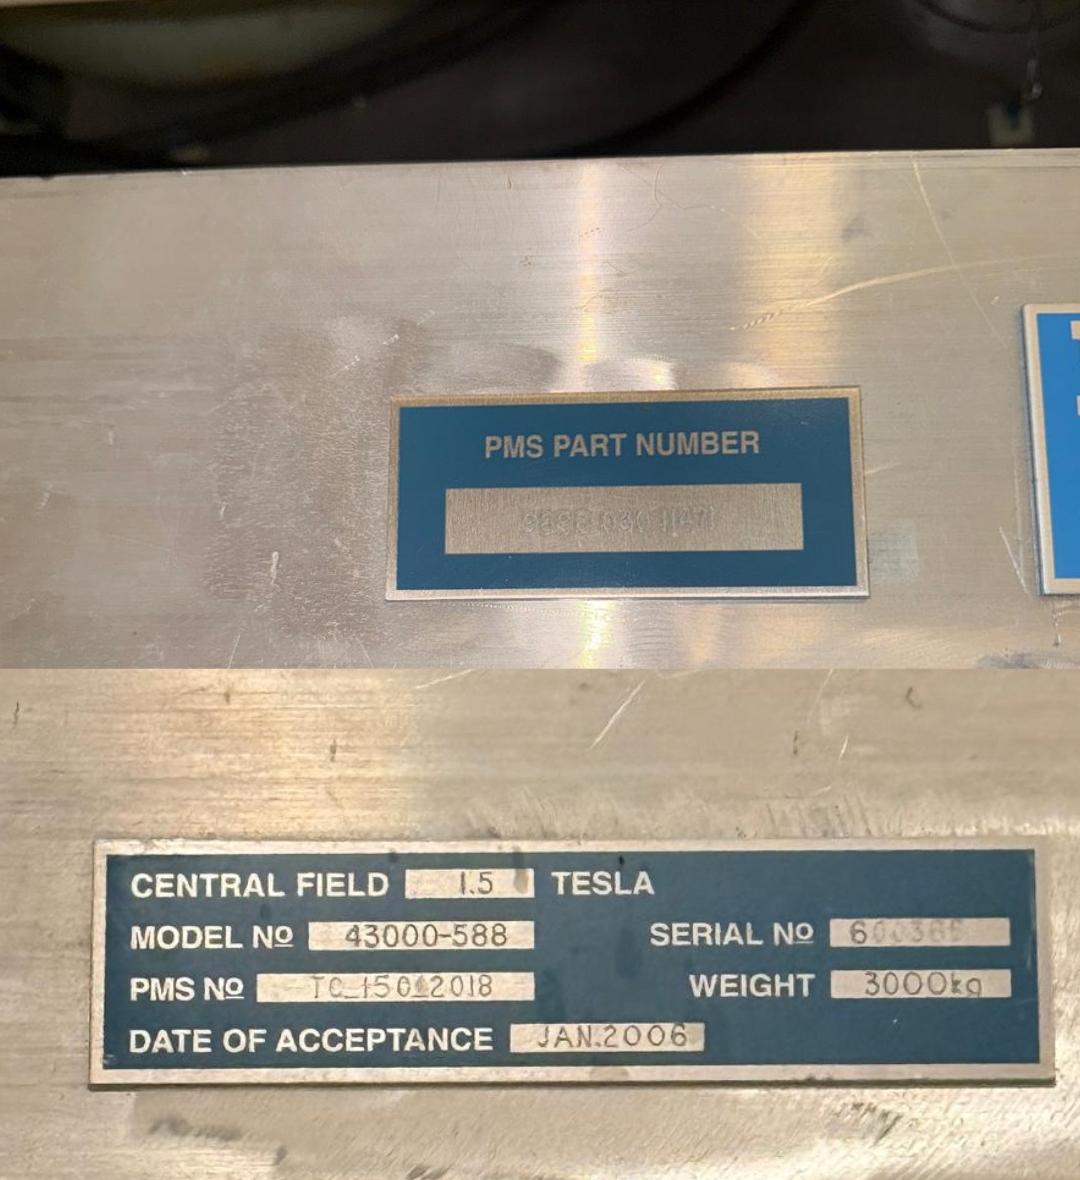 PMS PART NUMBER
CENTRAL FIELD 1.5 TESLA
MODEL Nº 43000-588
SERIAL Nº
PMS Nº
WEIGHT 3000kg
DATE OF ACCEPTANCE JAN.2006